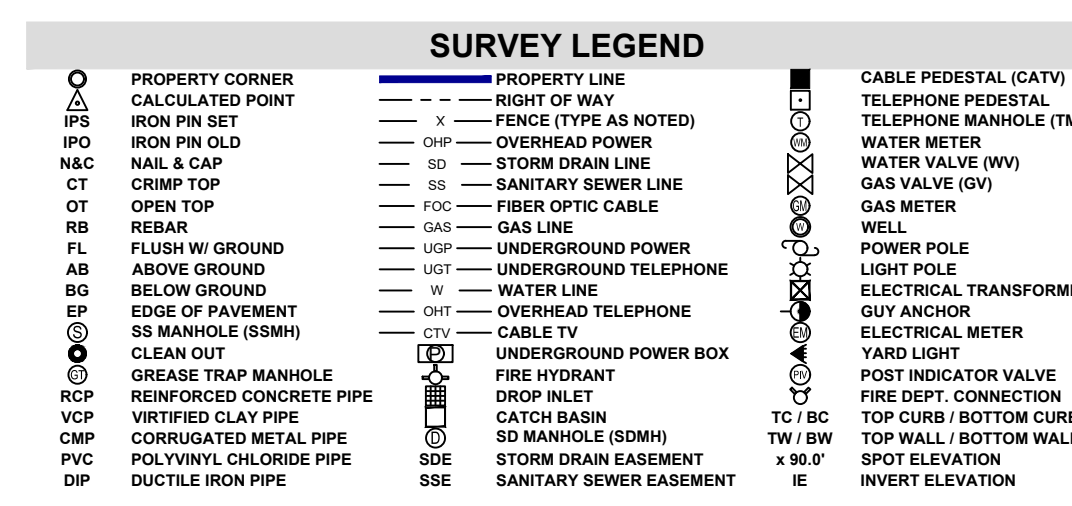 SURVEY LEGEND
PROPERTY CORNER
CALCULATED POINT
IPS IRON PIN SET
IPO IRON PIN OLD
N&C NAIL & CAP
CT CRIMP TOP
OT OPEN TOP
RB REBAR
FL FLUSH W/ GROUND
AB ABOVE GROUND
BG BELOW GROUND
EP EDGE OF PAVEMENT
S SS MANHOLE (SSMH)
CLEAN OUT
GT GREASE TRAP MANHOLE
RCP REINFORCED CONCRETE PIPE
VCP VIRTIFIED CLAY PIPE
CMP CORRUGATED METAL PIPE
PVC POLYVINYL CHLORIDE PIPE
DIP DUCTILE IRON PIPE
PROPERTY LINE
RIGHT OF WAY
X FENCE (TYPE AS NOTED)
OHP OVERHEAD POWER
SD STORM DRAIN LINE
SS SANITARY SEWER LINE
FOC FIBER OPTIC CABLE
GAS GAS LINE
UGP UNDERGROUND POWER
UGT UNDERGROUND TELEPHONE
W WATER LINE
OHT OVERHEAD TELEPHONE
CTV CABLE TV
P UNDERGROUND POWER BOX
FIRE HYDRANT
DROP INLET
CATCH BASIN
D SD MANHOLE (SDMH)
SDE STORM DRAIN EASEMENT
SSE SANITARY SEWER EASEMENT
CABLE PEDESTAL (CATV)
TELEPHONE PEDESTAL
T TELEPHONE MANHOLE (TM
WM WATER METER
WATER VALVE (WV)
GAS VALVE (GV)
GM GAS METER
W WELL
POWER POLE
LIGHT POLE
ELECTRICAL TRANSFORM
GUY ANCHOR
EM ELECTRICAL METER
YARD LIGHT
PIV POST INDICATOR VALVE
FIRE DEPT. CONNECTION
TC / BC TOP CURB / BOTTOM CURB
TW / BW TOP WALL / BOTTOM WALL
x 90.0' SPOT ELEVATION
IE INVERT ELEVATION